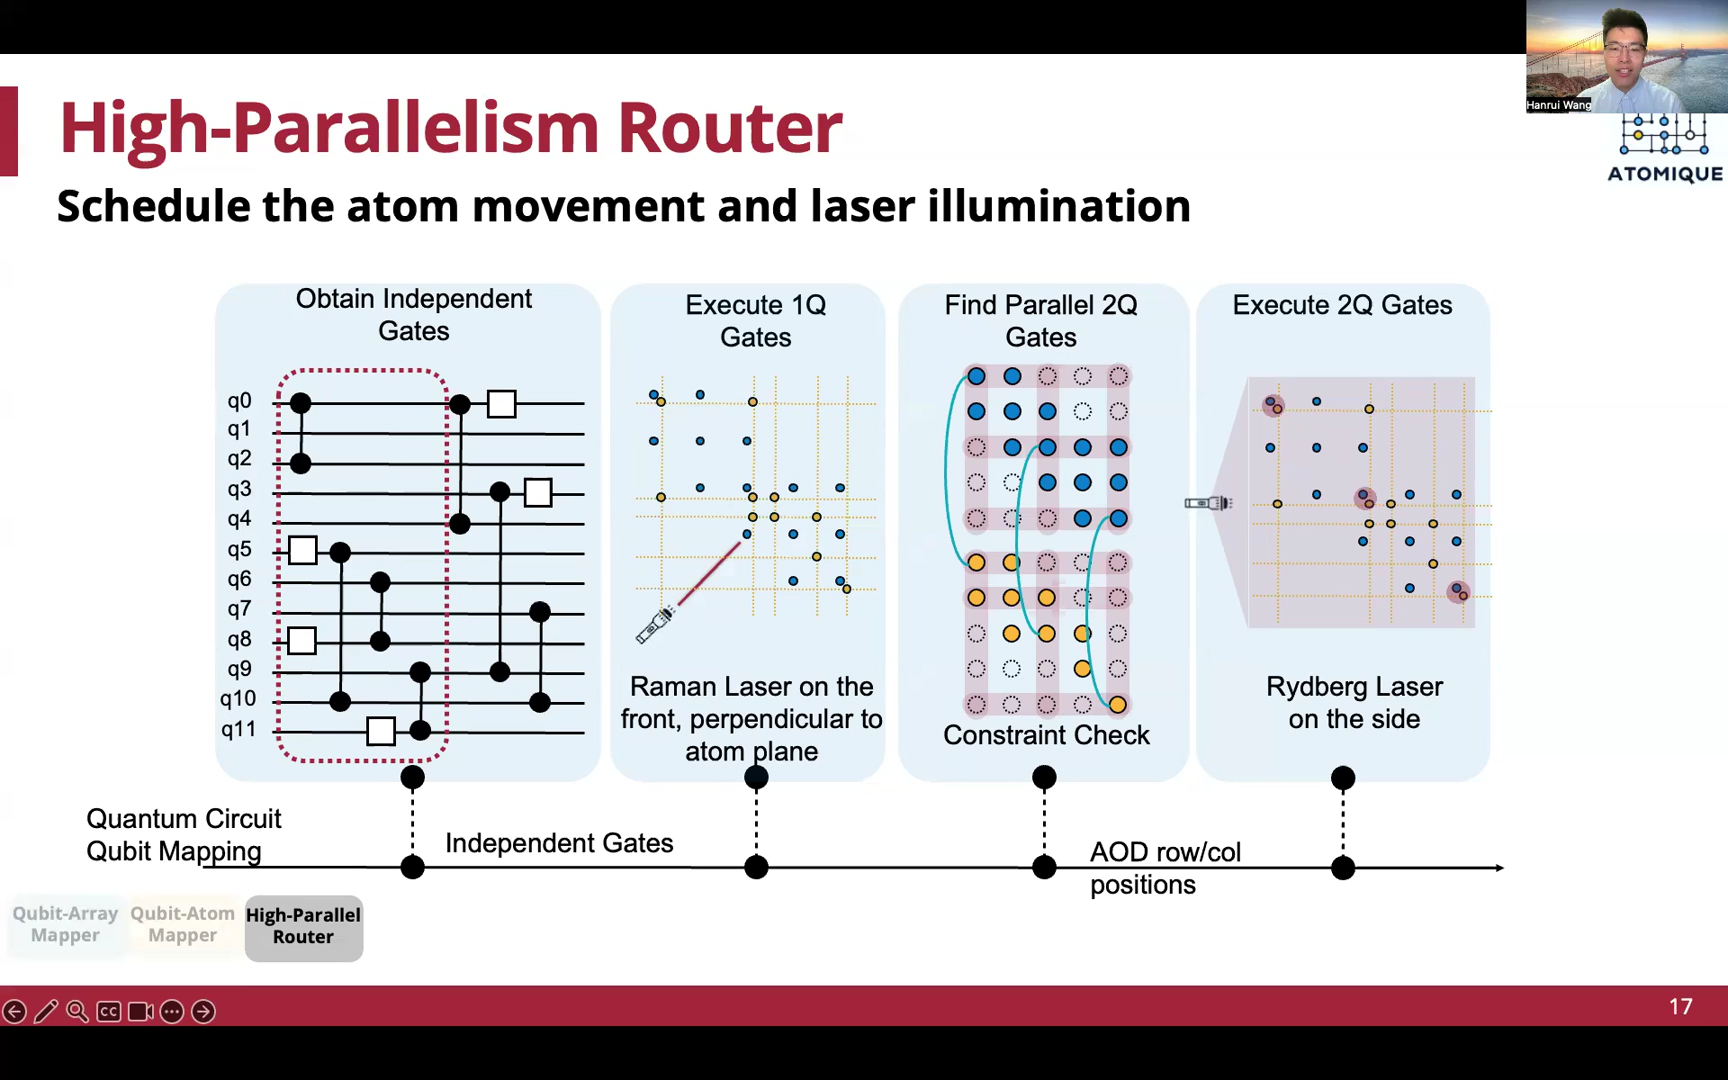 Hanrui Wang
ATOMIQUE
High-Parallelism Router
Schedule the atom movement and laser illumination
Obtain Independent
Gates
q0
q1
q2
q3
q4
q5
q6
q7
q8
q9
q10
q11
Execute 1Q
Gates
Raman Laser on the
front, perpendicular to
atom plane
Find Parallel 2Q
Gates
Constraint Check
Execute 2Q Gates
Rydberg Laser
on the side
Quantum Circuit
Qubit Mapping
Independent Gates
AOD row/col
positions
Qubit-Array
Mapper
Qubit-Atom
Mapper
High-Parallel
Router
CC
17